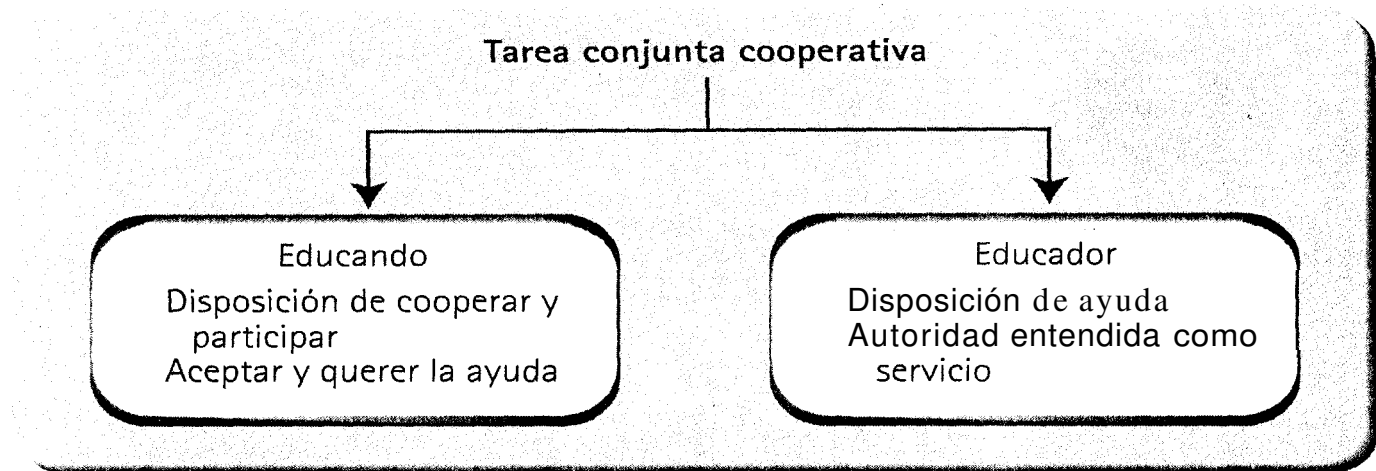 Tarea conjunta cooperativa
Educando
Disposición de cooperar y
participar
Aceptar y querer la ayuda
Educador
Disposición de ayuda
Autoridad entendida como
servicio